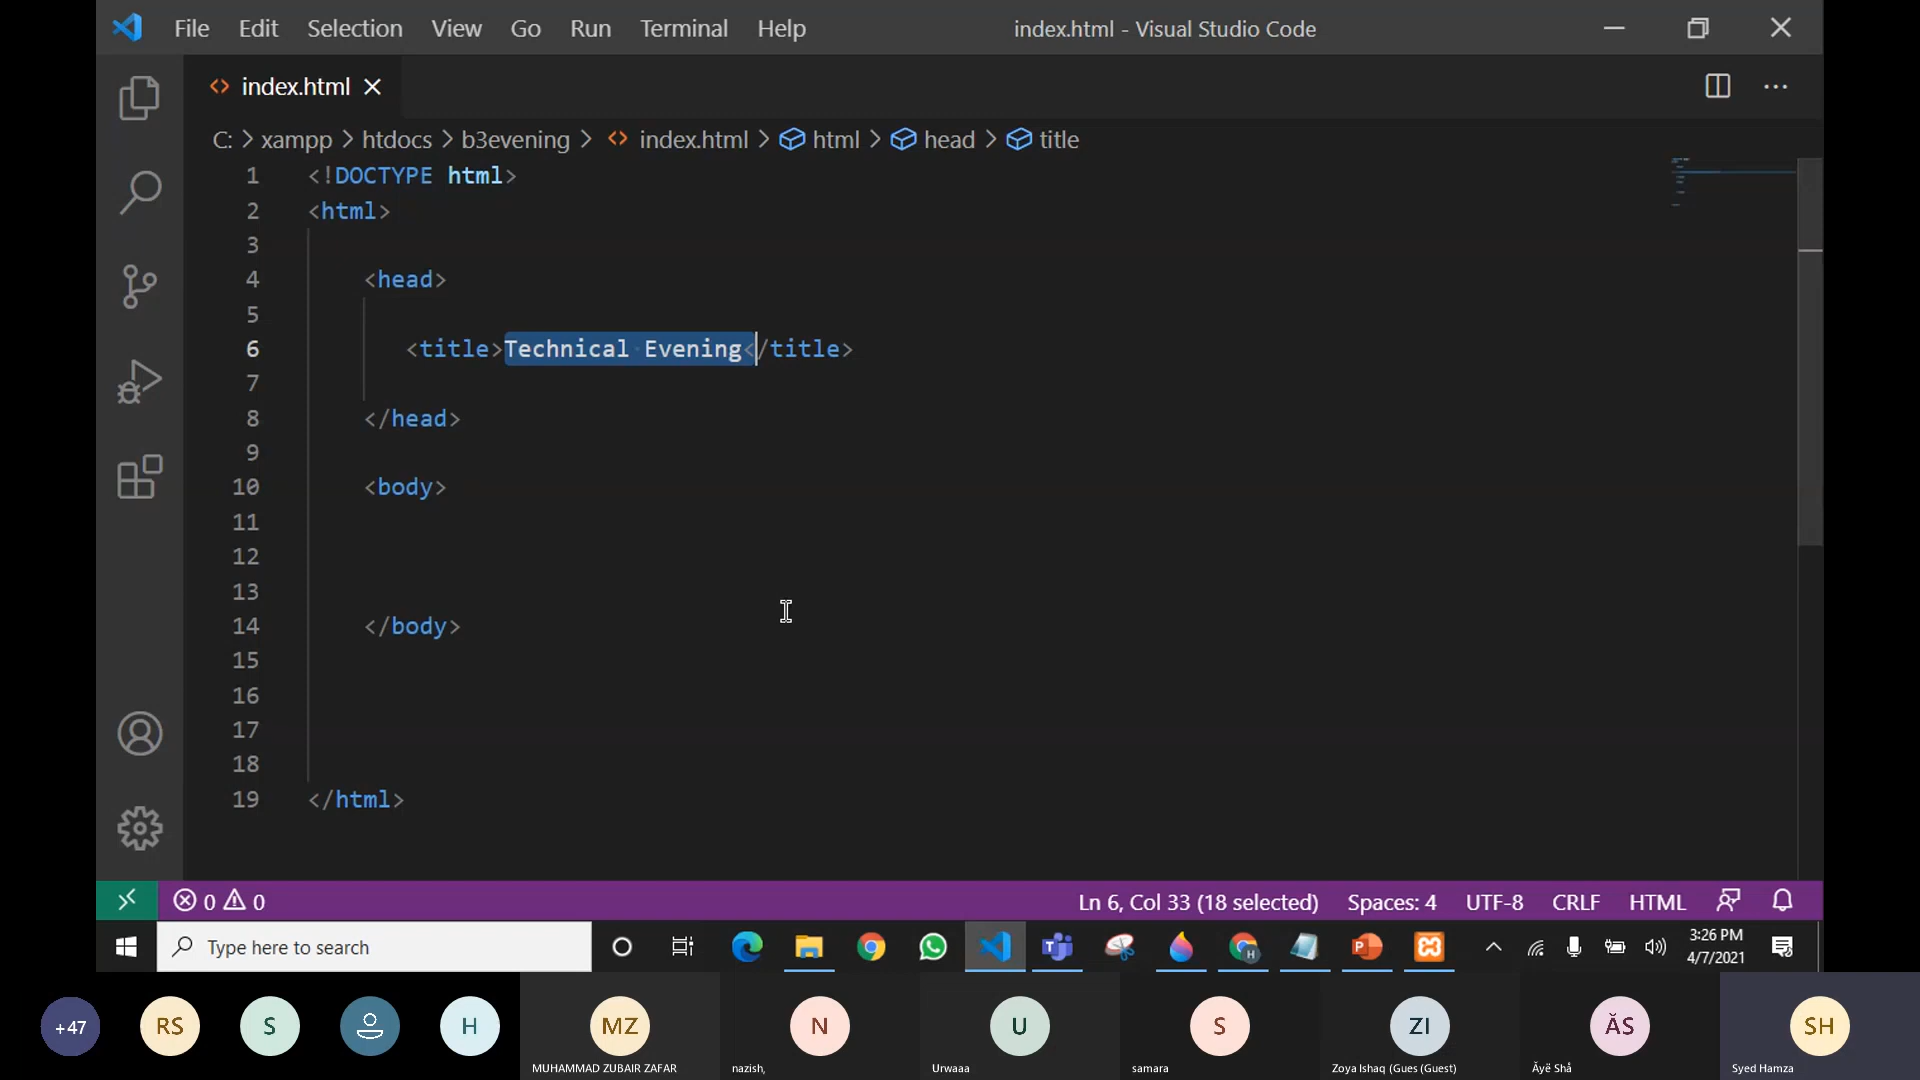 File Edit Selection View Go Run Terminal Help index.html - Visual Studio Code
index.html
C: > xampp > htdocs > b3evening > index.html > html > head > title
1 <!DOCTYPE html>
2 <html>
3
4 <head>
5
6 <title>Technical Evening</title>
7
8 </head>
9
10 <body>
11
12
13
14 </body>
15
16
17
18
19 </html>
0 0 Ln 6, Col 33 (18 selected) Spaces: 4 UTF-8 CRLF HTML
Type here to search
3:26 PM
4/7/2021
+47 RS S H MZ N U S ZI ĂS SH
MUHAMMAD ZUBAIR ZAFAR nazish, Urwaaa samara Zoya Ishaq (Gues (Guest) Ăyë Shå Syed Hamza